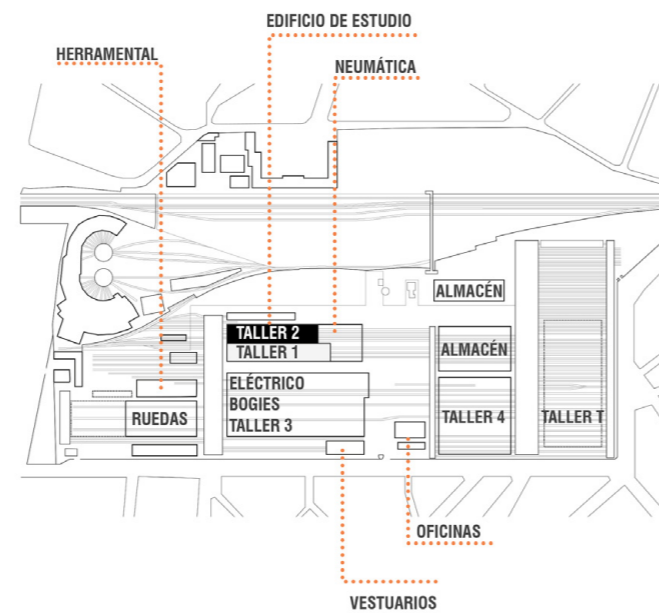 EDIFICIO DE ESTUDIO
HERRAMENTAL
NEUMÁTICA
ALMACÉN
TALLER 2
TALLER 1
ALMACÉN
ELÉCTRICO
BOGIES
TALLER 3
RUEDAS
TALLER 4
TALLER T
OFICINAS
VESTUARIOS